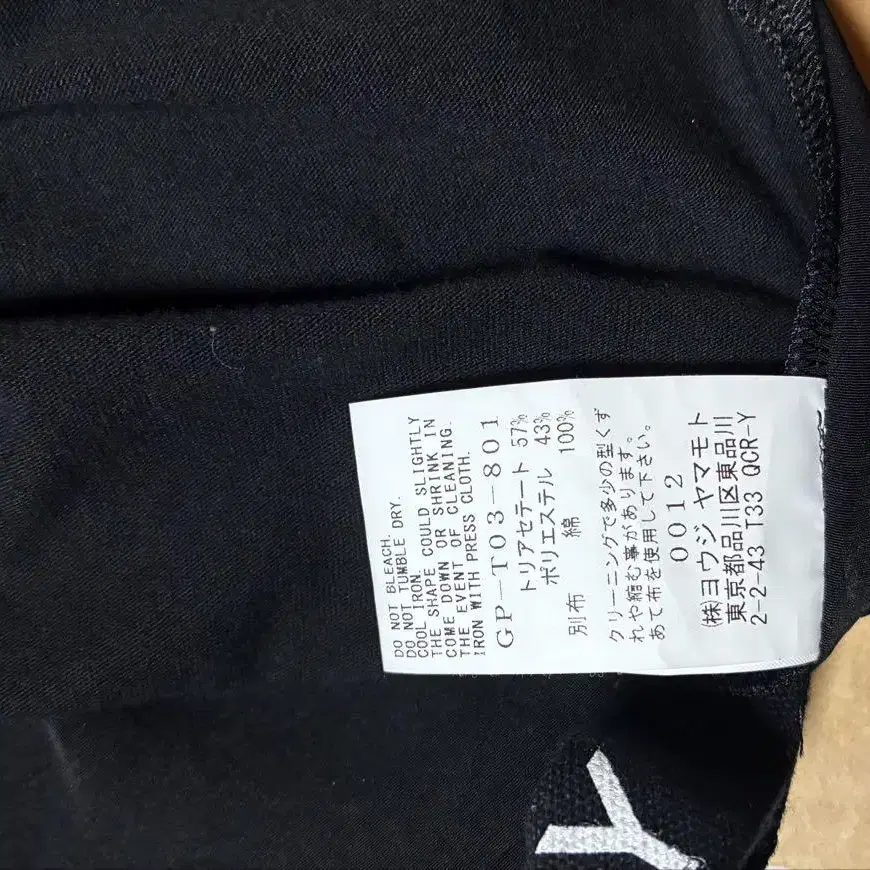 DO NOT BLEACH.
DO NOT TUMBLE DRY.
COOL IRON.
THE SHAPE COULD SLIGHTLY
COME DOWN OR SHRINK IN
THE EVENT OF CLEANING.
IRON WITH PRESS CLOTH.
GP-T03-801
トリアセテート 57%
ポリエステル 43%
別布 綿 100%
クリーニングで多少の型くず
れや縮む事があります。
あて布を使用して下さい。
0012
(株)ヨウジ ヤマモト
東京都品川区東品川
2-2-43 T33 QCR-Y
Y